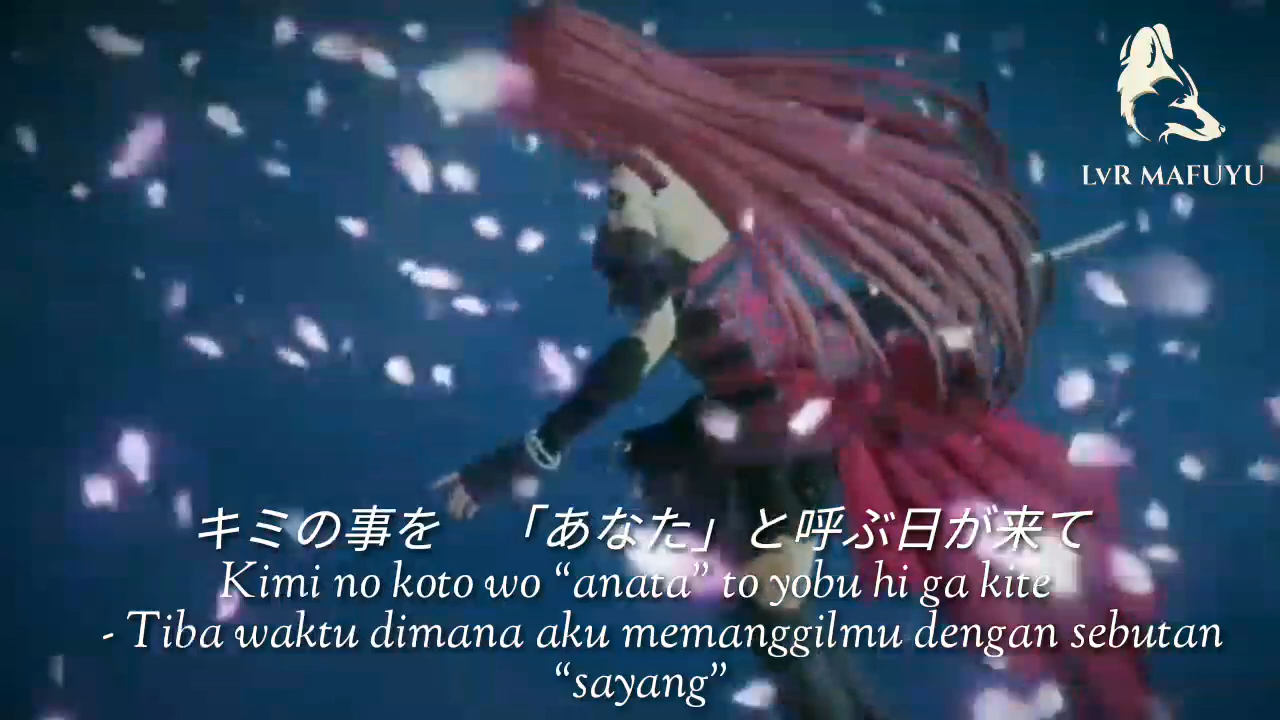 LvR MAFUYU
キミの事を 「あなた」と呼ぶ日が来て
Kimi no koto wo “anata” to yobu hi ga kite
- Tiba waktu dimana aku memanggilmu dengan sebutan
“sayang”